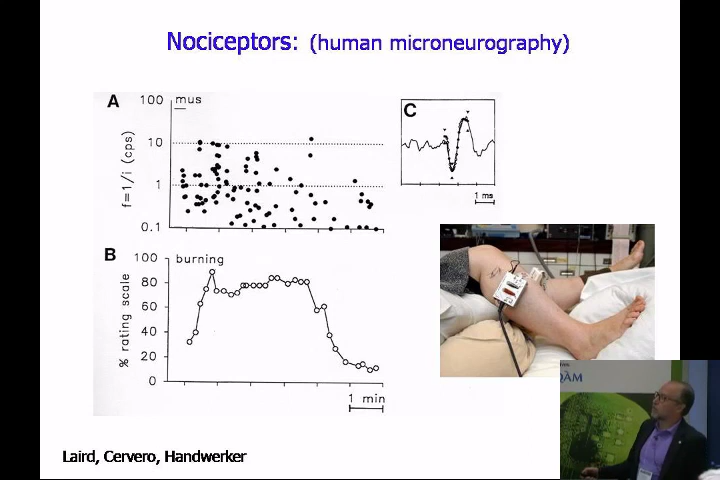 Nociceptors: (human microneurography)
A
100
mus
10
1
0.1
f=1/i (cps)
C
1 ms
B
100
80
60
40
20
0
burning
% rating scale
1 min
QÀM
Laird, Cervero, Handwerker